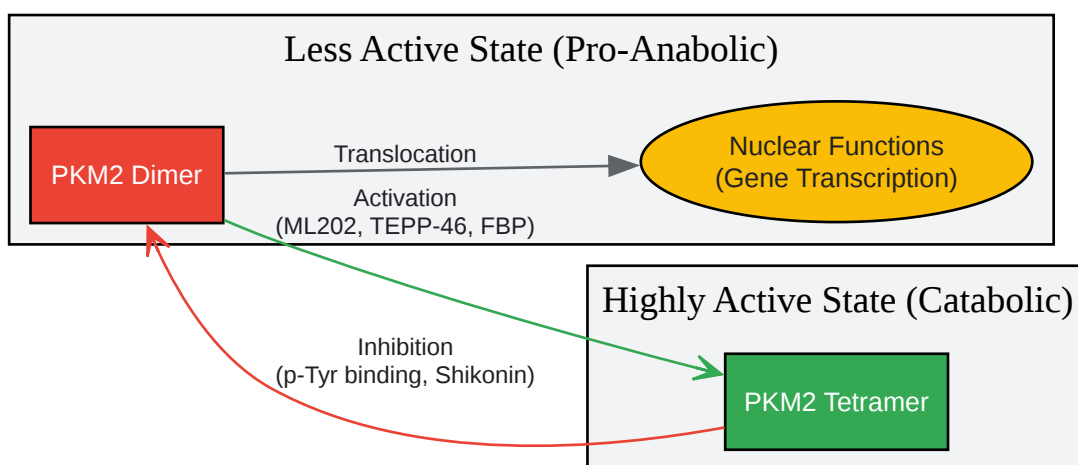 Less Active State (Pro-Anabolic)
PKM2 Dimer
Translocation
Nuclear Functions
(Gene Transcription)
Activation
(ML202, TEPP-46, FBP)
Highly Active State (Catabolic)
Inhibition
(p-Tyr binding, Shikonin)
PKM2 Tetramer